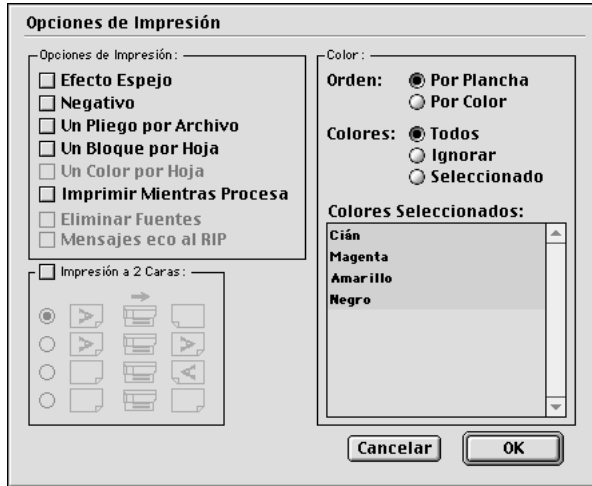 Opciones de Impresión
Opciones de Impresión:
Efecto Espejo
Negativo
Un Pliego por Archivo
Un Bloque por Hoja
Un Color por Hoja
Imprimir Mientras Procesa
Eliminar Fuentes
Mensajes eco al RIP
Impresión a 2 Caras:
A
A A
A
Color:
Orden: Por Plancha
Por Color
Colores: Todos
Ignorar
Seleccionado
Colores Seleccionados:
Cián
Magenta
Amarillo
Negro
Cancelar OK